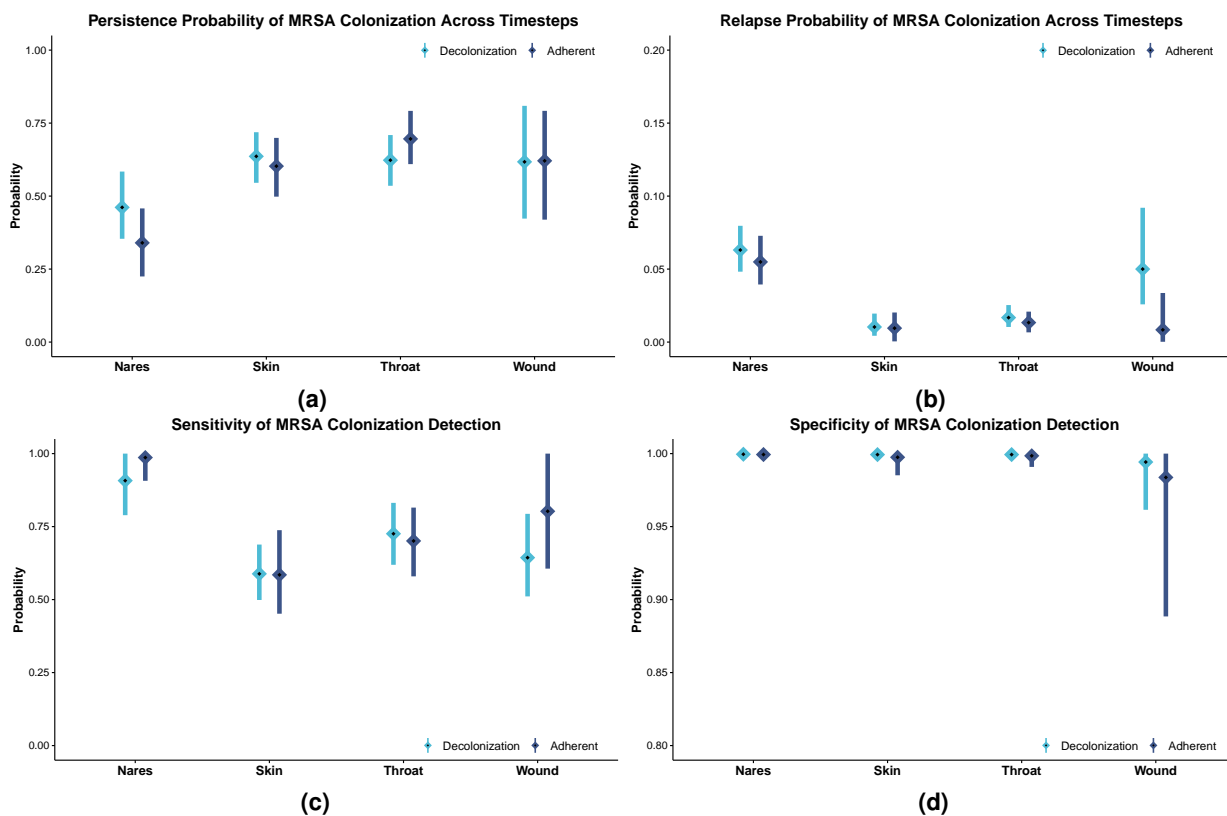 Persistence Probability of MRSA Colonization Across Timesteps
Decolonization Adherent
1.00
0.75
0.50
0.25
0.00
Probability
Nares Skin Throat Wound
(a)
Relapse Probability of MRSA Colonization Across Timesteps
Decolonization Adherent
0.20
0.15
0.10
0.05
0.00
Probability
Nares Skin Throat Wound
(b)
Sensitivity of MRSA Colonization Detection
1.00
0.75
0.50
0.25
0.00
Probability
Decolonization Adherent
Nares Skin Throat Wound
(c)
Specificity of MRSA Colonization Detection
1.00
0.95
0.90
0.85
0.80
Probability
Decolonization Adherent
Nares Skin Throat Wound
(d)